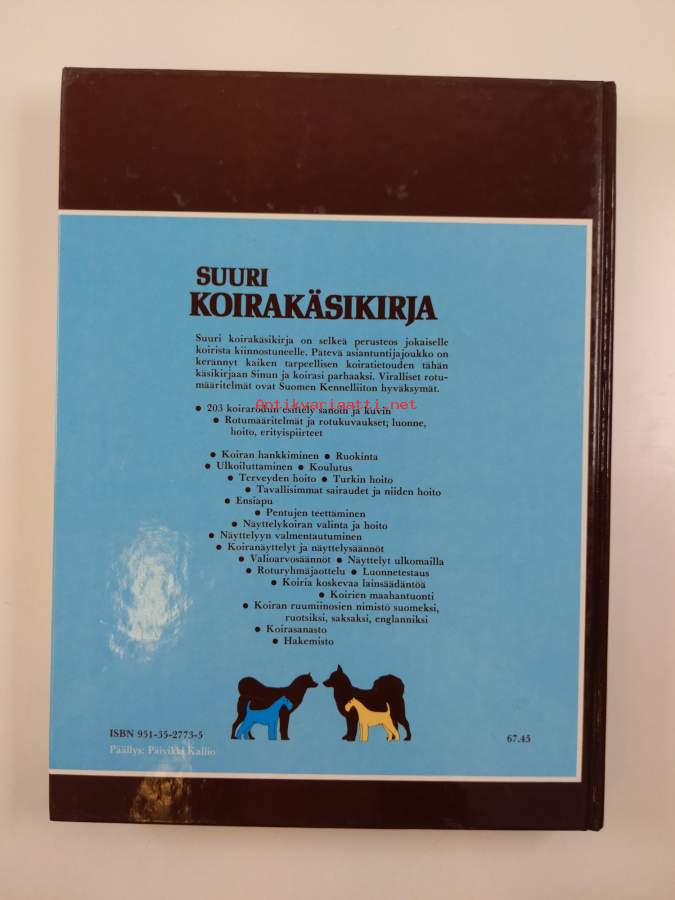 SUURI
KOIRAKÄSIKIRJA
Suuri koirakäsikirja on selkeä perusteos jokaiselle
koirista kiinnostuneelle. Pätevä asiantuntijajoukko on
kerännyt kaiken tarpeellisen koiratietouden tähän
käsikirjaan Sinun ja koirasi parhaaksi. Viralliset rotu-
määritelmät ovat Suomen Kennelliiton hyväksymät.
Antikvariaatti.net
● 203 koirarodun esittely sanoin ja kuvin
● Rotumääritelmät ja rotukuvaukset; luonne,
hoito, erityispiirteet
● Koiran hankkiminen ● Ruokinta
● Ulkoiluttaminen ● Koulutus
● Terveyden hoito ● Turkin hoito
● Tavallisimmat sairaudet ja niiden hoito
● Ensiapu
● Pentujen teettäminen
● Näyttelykoiran valinta ja hoito
● Näyttelyyn valmentautuminen
● Koiranäyttelyt ja näyttelysäännöt
● Valioarvosäännöt ● Näyttelyt ulkomailla
● Roturyhmäjaottelu ● Luonnetestaus
● Koiria koskevaa lainsäädäntöä
● Koirien maahantuonti
● Koiran ruumiinosien nimistö suomeksi,
ruotsiksi, saksaksi, englanniksi
● Koirasanasto
● Hakemisto
ISBN 951-35-2773-5
67.45
Päällys: Päivikki Kallio